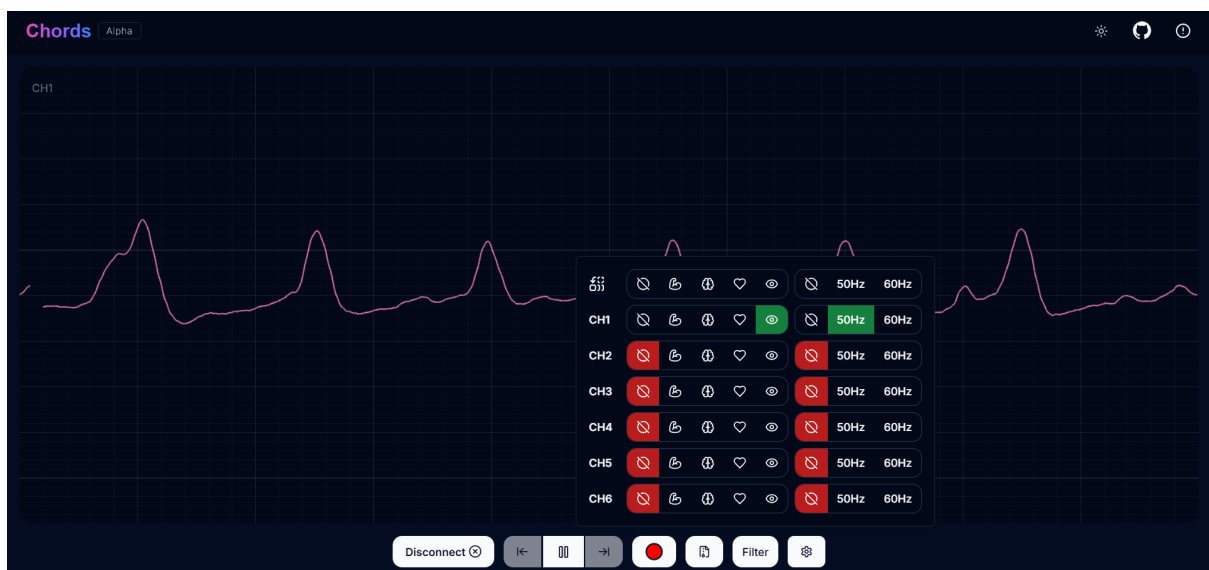 Chords Alpha
CH1
50Hz 60Hz
CH1 50Hz 60Hz
CH2 50Hz 60Hz
CH3 50Hz 60Hz
CH4 50Hz 60Hz
CH5 50Hz 60Hz
CH6 50Hz 60Hz
Disconnect Filter